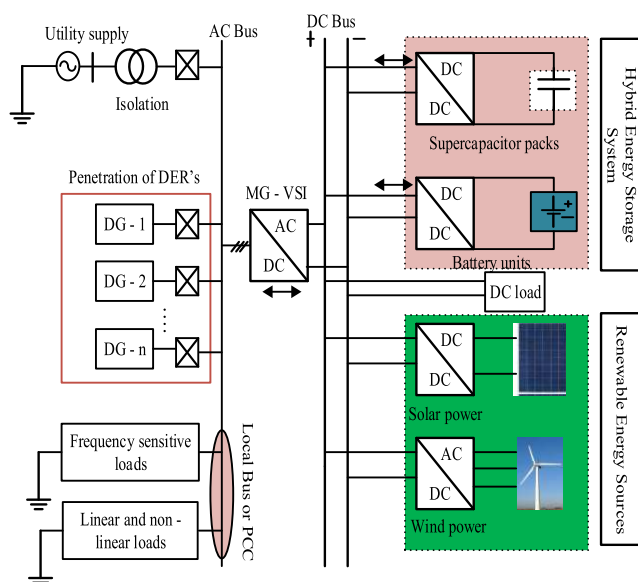 Utility supply
Isolation
AC Bus
DC Bus
+ −
Penetration of DER's
DG - 1
DG - 2
DG - n
MG - VSI
AC
DC
Frequency sensitive
loads
Linear and non -
linear loads
Local Bus or PCC
DC
DC
Supercapacitor packs
DC
DC
+
−
Battery units
DC load
DC
DC
Solar power
AC
DC
Wind power
Hybrid Energy Storage
System
Renewable Energy Sources